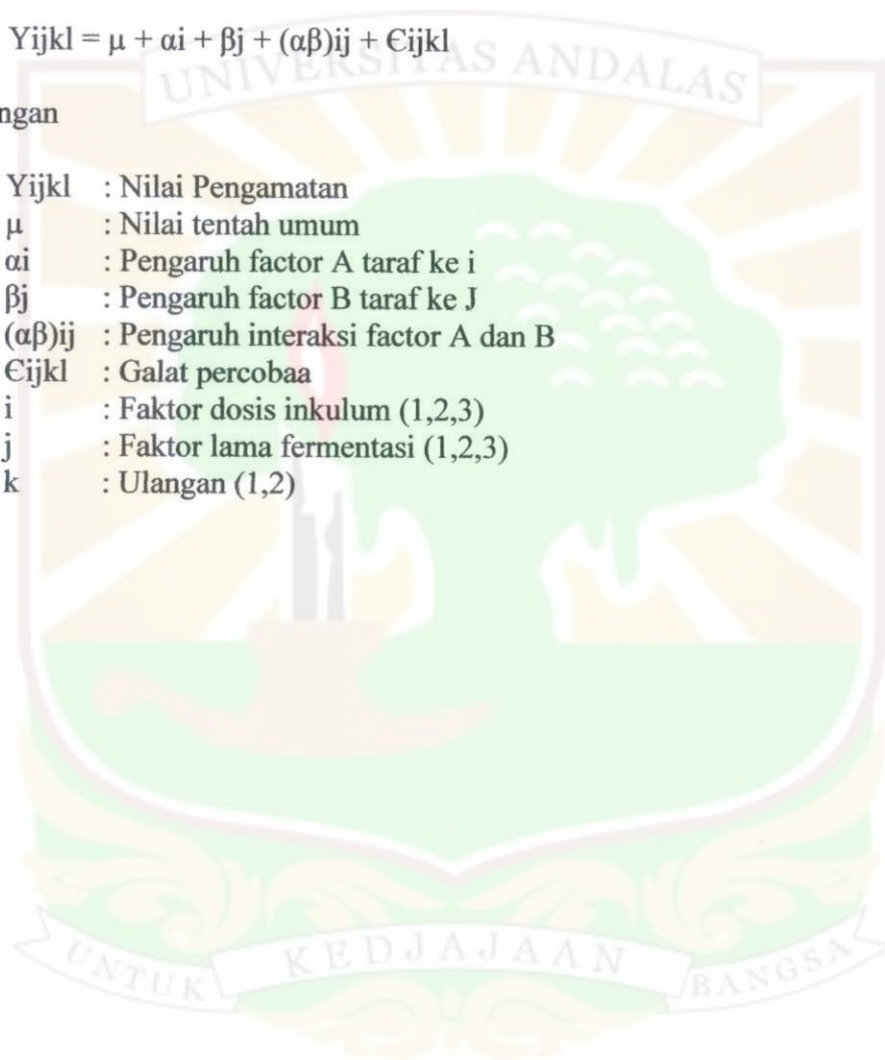 Yijkl = μ + αi + βj + (αβ)ij + Єijkl
UNIVERSITAS ANDALAS
ngan
Yijkl : Nilai Pengamatan
μ : Nilai tentah umum
αi : Pengaruh factor A taraf ke i
βj : Pengaruh factor B taraf ke J
(αβ)ij : Pengaruh interaksi factor A dan B
Єijkl : Galat percobaa
i : Faktor dosis inkulum (1,2,3)
j : Faktor lama fermentasi (1,2,3)
k : Ulangan (1,2)
UNTUK KEDJAJAAN BANGSA